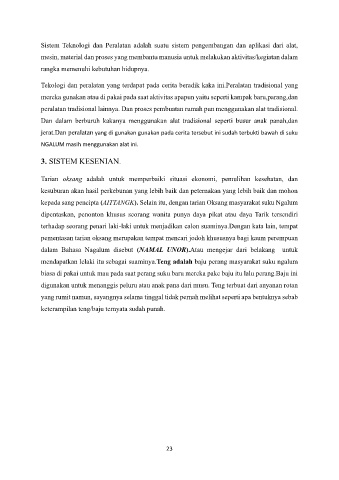 Sistem Teknologi dan Peralatan adalah suatu sistem pengembangan dan aplikasi dari alat,
mesin, material dan proses yang membantu manusia untuk melakukan aktivitas/kegiatan dalam
rangka memenuhi kebutuhan hidupnya.
Tekologi dan peralatan yang terdapat pada cerita beradik kaka ini.Peralatan tradisional yang
mereka gunakan atau di pakai pada saat aktivitas apapun yaitu seperti kampak batu,parang,dan
peralatan tradisional lainnya. Dan proses pembuatan rumah pun menggunakan alat tradisional.
Dan dalam berburuh kakanya menggunakan alat tradisional seperti busur anak panah,dan
jerat.Dan peralatan yang di gunakan gunakan pada cerita tersebut ini sudah terbukti bawah di suku
NGALUM masih menggunakan alat ini.
3. SISTEM KESENIAN.
Tarian oksang adalah untuk memperbaiki situasi ekonomi, pemulihan kesehatan, dan
kesuburan akan hasil perkebunan yang lebih baik dan peternakan yang lebih baik dan mohon
kepada sang pencipta (AITTANGK). Selain itu, dengan tarian Oksang masyarakat suku Ngalum
dipentaskan, penonton khusus seorang wanita punya daya pikat atau daya Tarik tersendiri
terhadap seorang penari laki-laki untuk menjadikan calon suaminya.Dengan kata lain, tempat
pementasan tarian oksang merupakan tempat mencari jodoh khususnya bagi kaum perempuan
dalam Bahasa Nagalum disebut (NAMAL UNOR).Atau mengejar dari belakang untuk
mendapatkan lelaki itu sebagai suaminya.Teng adalah baju perang masyarakat suku ngalum
biasa di pakai untuk mau pada saat perang suku baru mereka pake baju itu lalu perang.Baju ini
digunakan untuk menanggis peluru atau anak pana dari musu. Teng terbuat dari anyaman rotan
yang rumit namun, sayangnya selama tinggal tidak pernah melihat seperti apa bentuknya sebab
keterampilan teng/baju ternyata sudah punah.
23